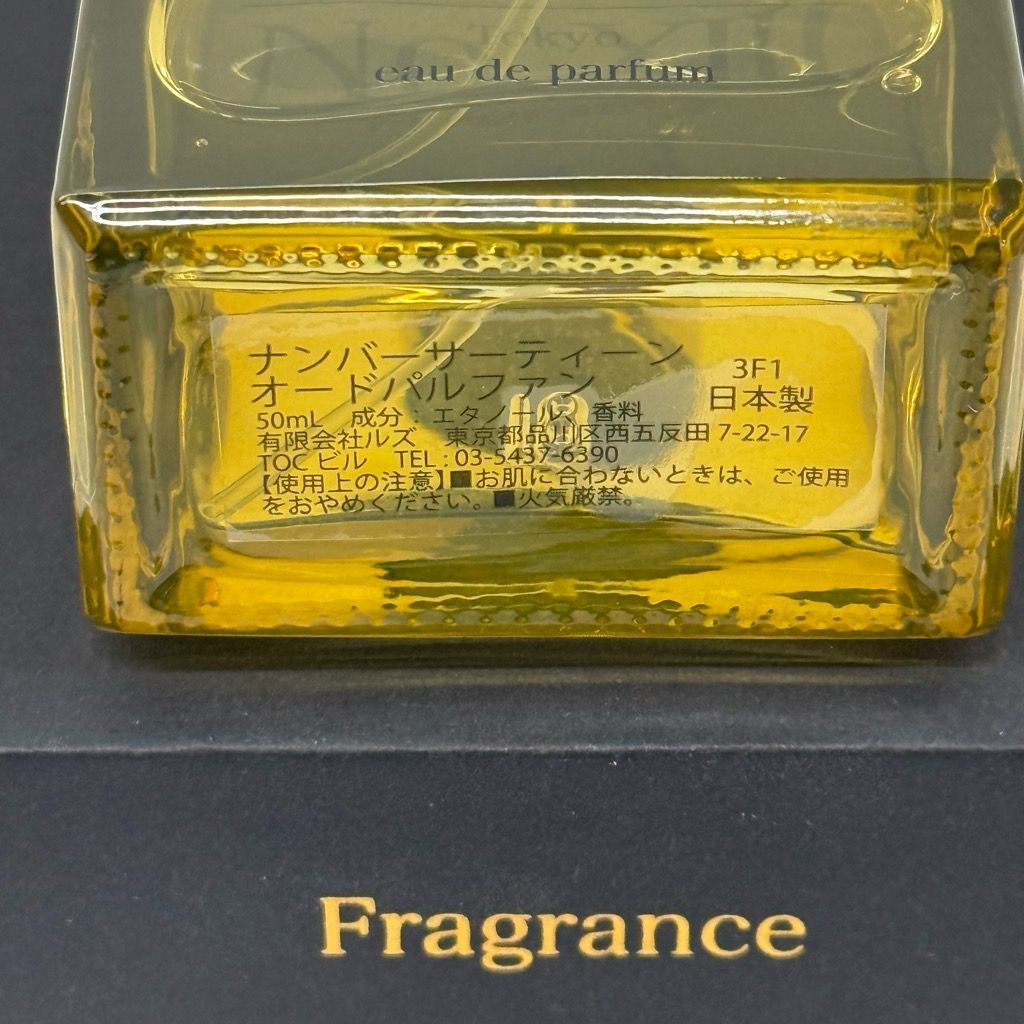 Tokyo
eau de parfum
ナンバーサーティーン
オードパルファン
3F1
日本製
50mL 成分：エタノール、香料
有限会社ルズ 東京都品川区西五反田 7-22-17
TOC ビル TEL : 03-5437-6390
【使用上の注意】■お肌に合わないときは、ご使用
をおやめください。■火気厳禁。
Fragrance